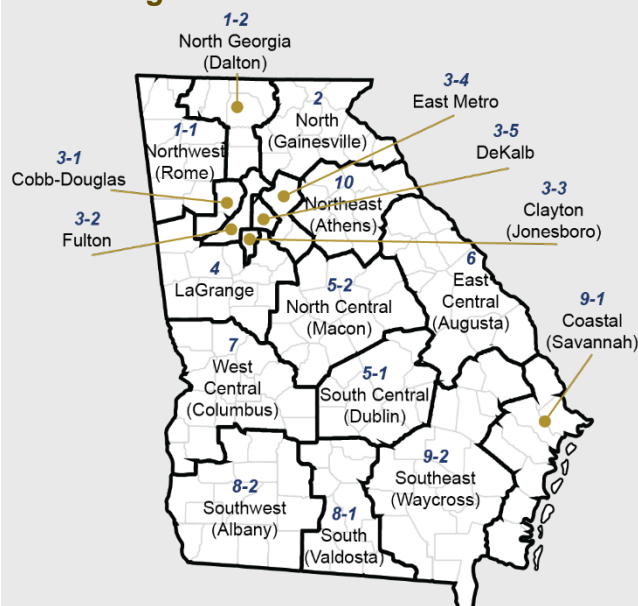 1-2
North Georgia
(Dalton)
3-4
East Metro
2
North
(Gainesville)
3-5
DeKalb
1-1
Northwest
(Rome)
3-1
Cobb-Douglas
10
Northeast
(Athens)
3-3
Clayton
(Jonesboro)
3-2
Fulton
4
LaGrange
6
East
Central
(Augusta)
5-2
North Central
(Macon)
9-1
Coastal
(Savannah)
7
West
Central
(Columbus)
5-1
South Central
(Dublin)
9-2
Southeast
(Waycross)
8-2
Southwest
(Albany)
8-1
South
(Valdosta)